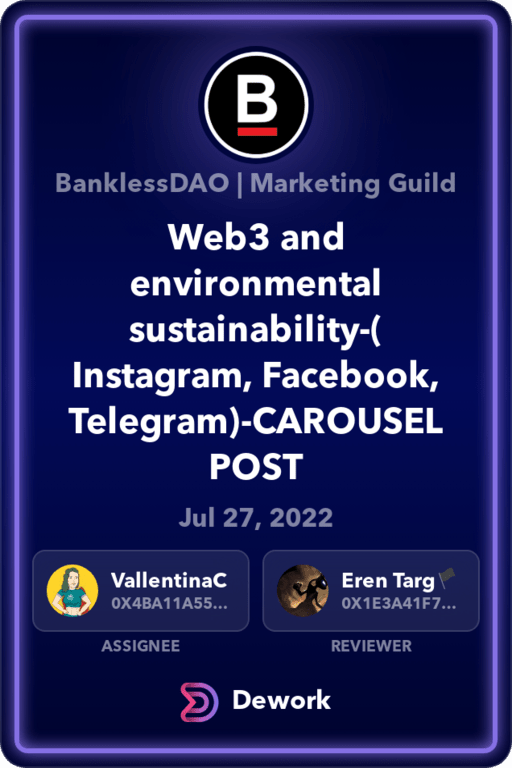 B
BanklessDAO | Marketing Guild
Web3 and
environmental
sustainability-(
Instagram, Facebook,
Telegram)-CAROUSEL
POST
Jul 27, 2022
VallentinaC
0X4BA11A55...
Eren Targ🏴
0X1E3A41F7...
ASSIGNEE
REVIEWER
Dework